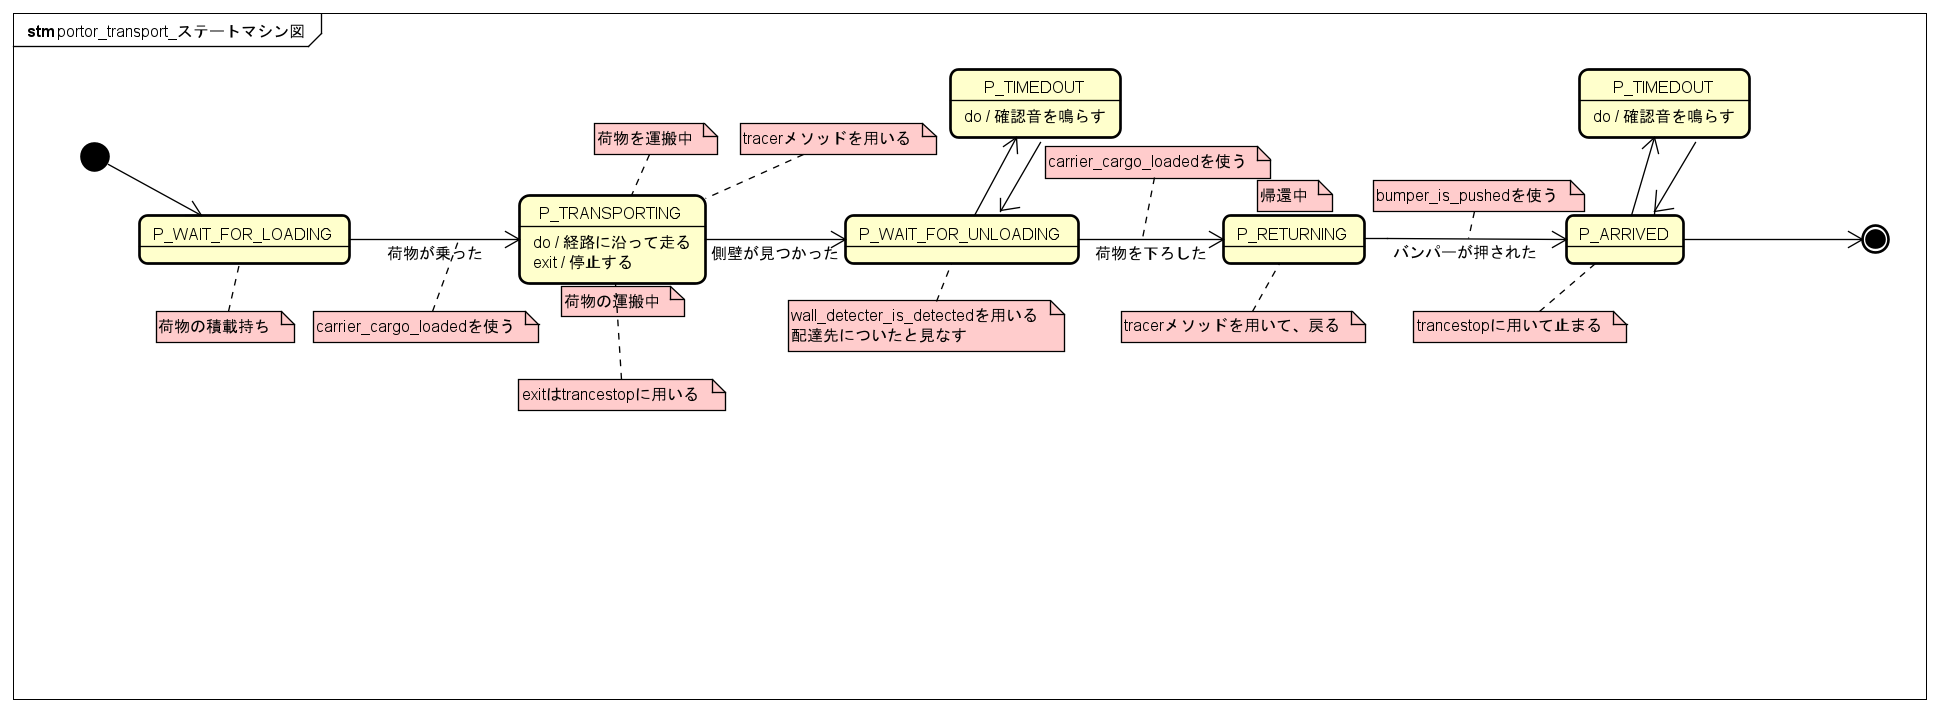 stm portor_transport_ステートマシン図
P_TIMEDOUT
do / 確認音を鳴らす
P_TIMEDOUT
do / 確認音を鳴らす
荷物を運搬中
tracerメソッドを用いる
carrier_cargo_loadedを使う
帰還中
bumper_is_pushedを使う
P_WAIT_FOR_LOADING
荷物が乗った
P_TRANSPORTING
do / 経路に沿って走る
exit / 停止する
側壁が見つかった
P_WAIT_FOR_UNLOADING
荷物を下ろした
P_RETURNING
バンパーが押された
P_ARRIVED
荷物の積載持ち
carrier_cargo_loadedを使う
荷物の運搬中
wall_detecter_is_detectedを用いる
配達先についたと見なす
tracerメソッドを用いて、戻る
trancestopに用いて止まる
exitはtrancestopに用いる